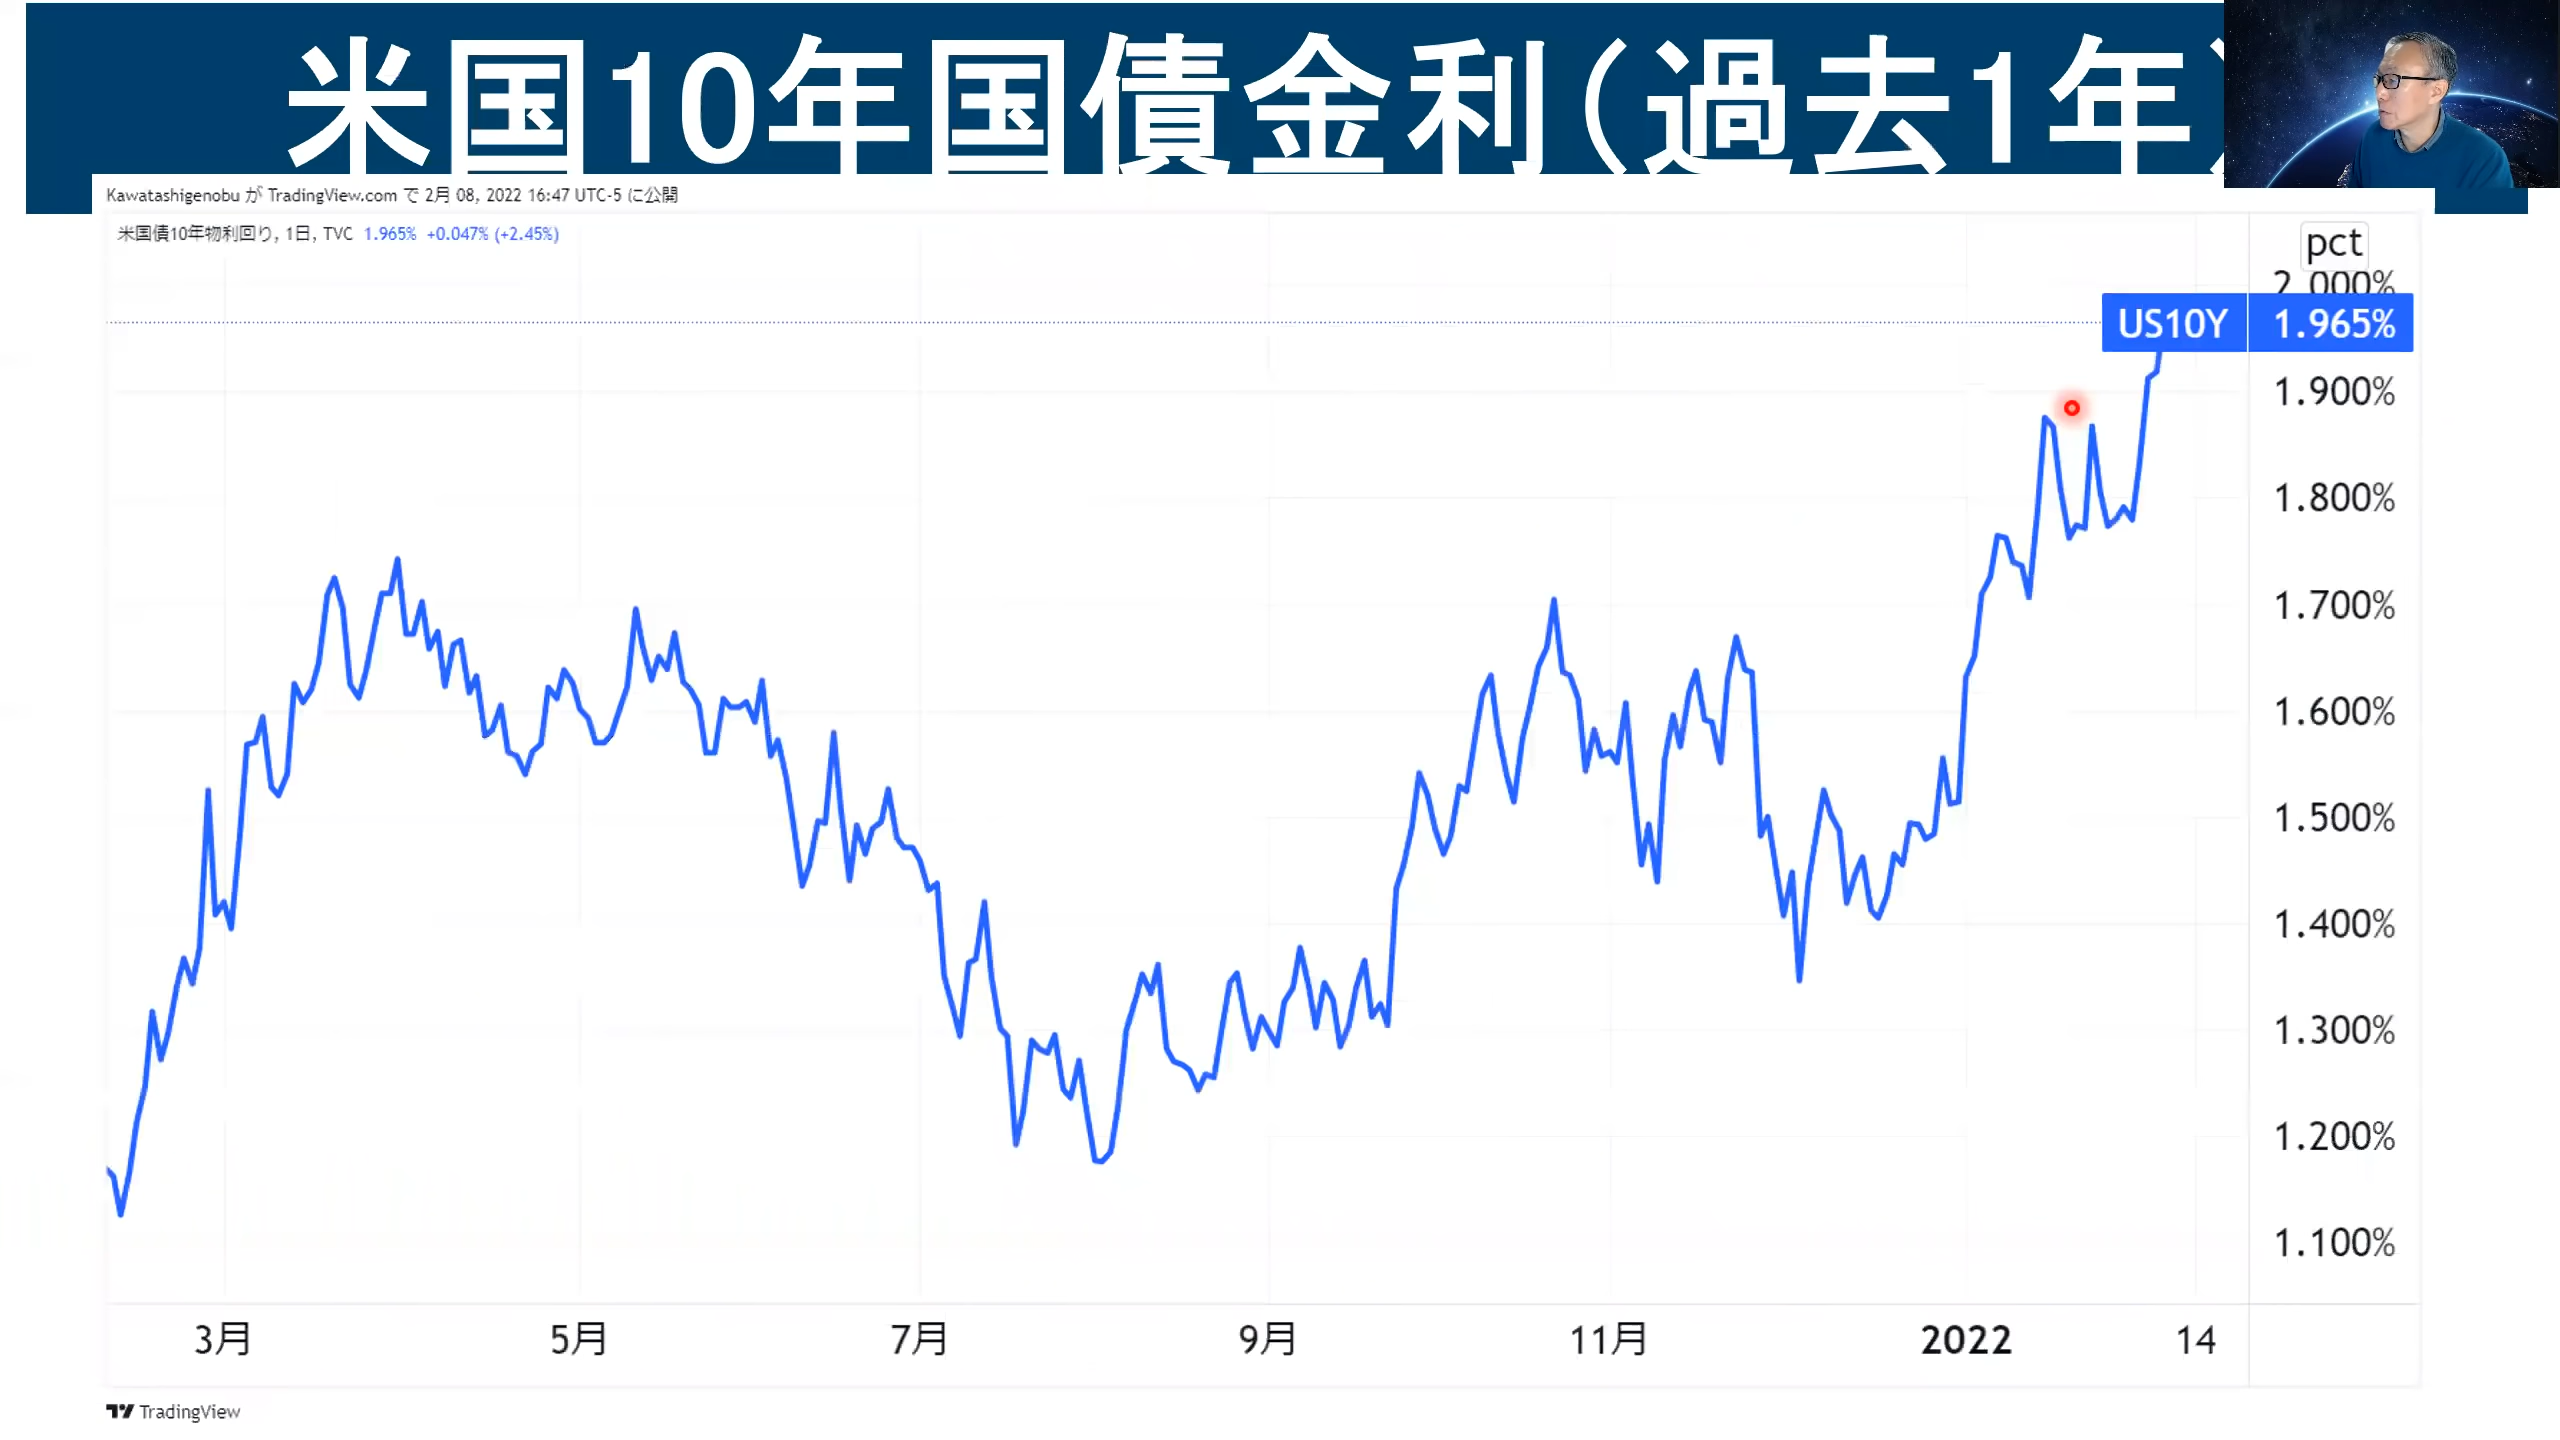 米国10年国債金利(過去1年)
Kawatashigenobu が TradingView.com で 2月 08, 2022 16:47 UTC-5 に公開
米国債10年物利回り, 1日, TVC 1.965% +0.047% (+2.45%)
pct
2.000%
US10Y 1.965%
1.900%
1.800%
1.700%
1.600%
1.500%
1.400%
1.300%
1.200%
1.100%
3月 5月 7月 9月 11月 2022 14
TradingView